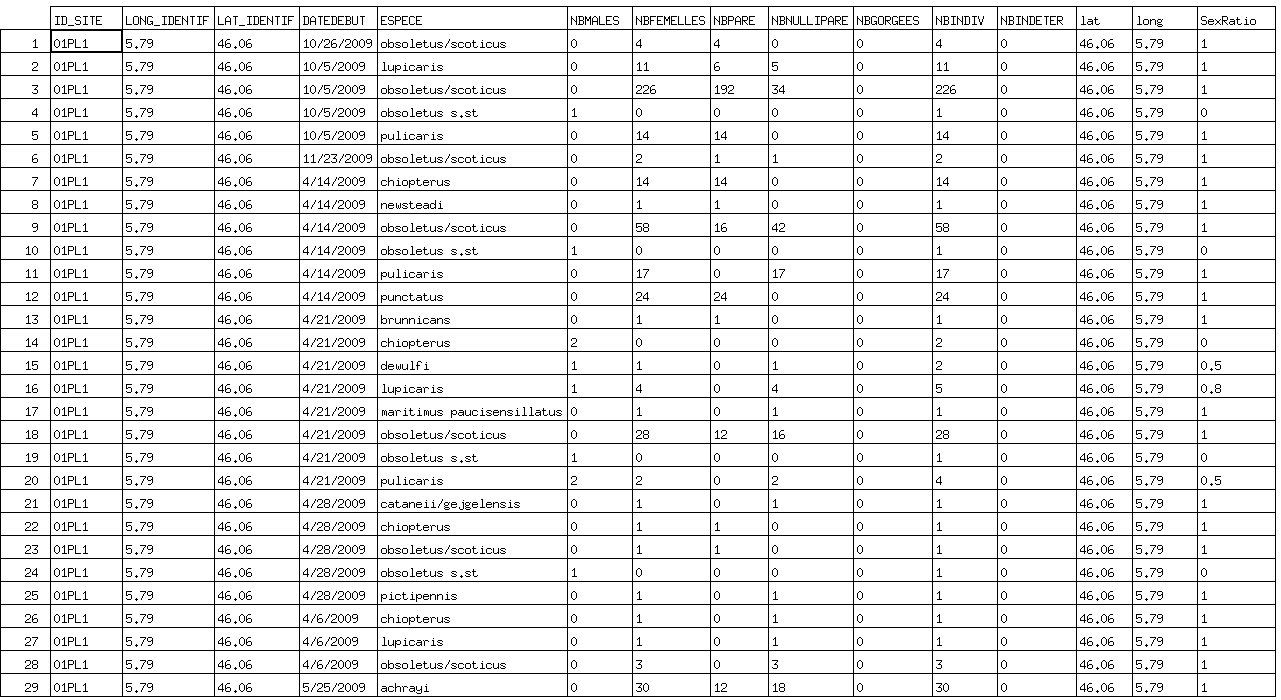 ID_SITE LONG_IDENTIF LAT_IDENTIF DATEDEBUT ESPECE NBMALES NBFEMELLES NBPARE NBNULLIPARE NBGORGEES NBINDIV NBINDETER lat long SexRatio
1 01PL1 5.79 46.06 10/26/2009 obsoletus/scoticus 0 4 4 0 0 4 0 46.06 5.79 1
2 01PL1 5.79 46.06 10/5/2009 lupicaris 0 11 6 5 0 11 0 46.06 5.79 1
3 01PL1 5.79 46.06 10/5/2009 obsoletus/scoticus 0 226 192 34 0 226 0 46.06 5.79 1
4 01PL1 5.79 46.06 10/5/2009 obsoletus s.st 1 0 0 0 0 1 0 46.06 5.79 0
5 01PL1 5.79 46.06 10/5/2009 pulicaris 0 14 14 0 0 14 0 46.06 5.79 1
6 01PL1 5.79 46.06 11/23/2009 obsoletus/scoticus 0 2 1 1 0 2 0 46.06 5.79 1
7 01PL1 5.79 46.06 4/14/2009 chiopterus 0 14 14 0 0 14 0 46.06 5.79 1
8 01PL1 5.79 46.06 4/14/2009 newsteadi 0 1 1 0 0 1 0 46.06 5.79 1
9 01PL1 5.79 46.06 4/14/2009 obsoletus/scoticus 0 58 16 42 0 58 0 46.06 5.79 1
10 01PL1 5.79 46.06 4/14/2009 obsoletus s.st 1 0 0 0 0 1 0 46.06 5.79 0
11 01PL1 5.79 46.06 4/14/2009 pulicaris 0 17 0 17 0 17 0 46.06 5.79 1
12 01PL1 5.79 46.06 4/14/2009 punctatus 0 24 24 0 0 24 0 46.06 5.79 1
13 01PL1 5.79 46.06 4/21/2009 brunnicans 0 1 1 0 0 1 0 46.06 5.79 1
14 01PL1 5.79 46.06 4/21/2009 chiopterus 2 0 0 0 0 2 0 46.06 5.79 0
15 01PL1 5.79 46.06 4/21/2009 dewulfi 1 1 0 1 0 2 0 46.06 5.79 0.5
16 01PL1 5.79 46.06 4/21/2009 lupicaris 1 4 0 4 0 5 0 46.06 5.79 0.8
17 01PL1 5.79 46.06 4/21/2009 maritimus paucisensillatus 0 1 0 1 0 1 0 46.06 5.79 1
18 01PL1 5.79 46.06 4/21/2009 obsoletus/scoticus 0 28 12 16 0 28 0 46.06 5.79 1
19 01PL1 5.79 46.06 4/21/2009 obsoletus s.st 1 0 0 0 0 1 0 46.06 5.79 0
20 01PL1 5.79 46.06 4/21/2009 pulicaris 2 2 0 2 0 4 0 46.06 5.79 0.5
21 01PL1 5.79 46.06 4/28/2009 cataneii/gejgelensis 0 1 0 1 0 1 0 46.06 5.79 1
22 01PL1 5.79 46.06 4/28/2009 chiopterus 0 1 1 0 0 1 0 46.06 5.79 1
23 01PL1 5.79 46.06 4/28/2009 obsoletus/scoticus 0 1 1 0 0 1 0 46.06 5.79 1
24 01PL1 5.79 46.06 4/28/2009 obsoletus s.st 1 0 0 0 0 1 0 46.06 5.79 0
25 01PL1 5.79 46.06 4/28/2009 pictipennis 0 1 0 1 0 1 0 46.06 5.79 1
26 01PL1 5.79 46.06 4/6/2009 chiopterus 0 1 0 1 0 1 0 46.06 5.79 1
27 01PL1 5.79 46.06 4/6/2009 lupicaris 0 1 0 1 0 1 0 46.06 5.79 1
28 01PL1 5.79 46.06 4/6/2009 obsoletus/scoticus 0 3 0 3 0 3 0 46.06 5.79 1
29 01PL1 5.79 46.06 5/25/2009 achrayi 0 30 12 18 0 30 0 46.06 5.79 1